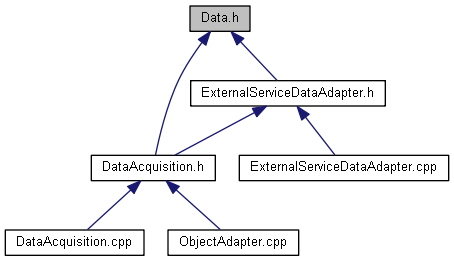 Data.h
ExternalServiceDataAdapter.h
DataAcquisition.h
ExternalServiceDataAdapter.cpp
DataAcquisition.cpp
ObjectAdapter.cpp